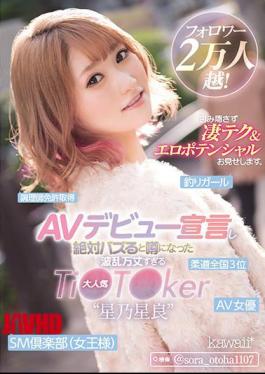 フォロワー
2万人
越！
包み隠さず
凄テク&
エロポテンシャル
お見せします。
釣りガール
調理師免許取得
AVデビュー宣言し
絶対バズると噂になった
波乱万丈すぎる
柔道全国3位
大人気
Ti●T●ker
AV女優
"星乃星良"
JAVHD
SM倶楽部(女王様)
kawaii*
@sora_otoha1107